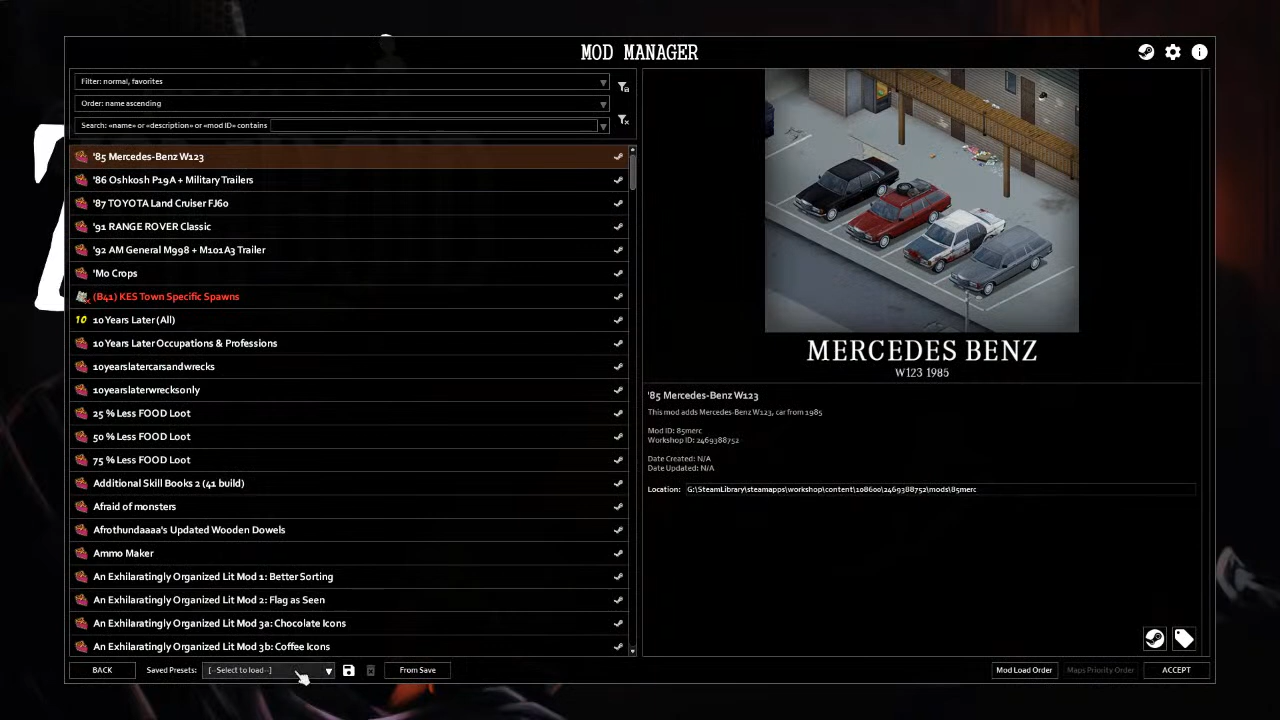 MOD MANAGER
Filter: normal, favorites
Order: name ascending
Search: «name» or «description» or «mod ID» contains
'85 Mercedes-Benz W123
'86 Oshkosh P19A + Military Trailers
'87 TOYOTA Land Cruiser FJ60
'91 RANGE ROVER Classic
'92 AM General M998 + M101A3 Trailer
'Mo Crops
(B41) KES Town Specific Spawns
10 10 Years Later (All)
10 Years Later Occupations & Professions
10yearslatercarsandwrecks
10yearslaterwrecksonly
25 % Less FOOD Loot
50 % Less FOOD Loot
75 % Less FOOD Loot
Additional Skill Books 2 (41 build)
Afraid of monsters
Afrothundaaaa's Updated Wooden Dowels
Ammo Maker
An Exhilaratingly Organized Lit Mod 1: Better Sorting
An Exhilaratingly Organized Lit Mod 2: Flag as Seen
An Exhilaratingly Organized Lit Mod 3a: Chocolate Icons
An Exhilaratingly Organized Lit Mod 3b: Coffee Icons
MERCEDES BENZ
W123 1985
'85 Mercedes-Benz W123
This mod adds Mercedes-Benz W123, car from 1985
Mod ID: 85merc
Workshop ID: 2469388752
Date Created: N/A
Date Updated: N/A
Location: G:\SteamLibrary\steamapps\workshop\content\108600\2469388752\mods\85merc
BACK
Saved Presets:
[--Select to load--]
From Save
Mod Load Order
Maps Priority Order
ACCEPT